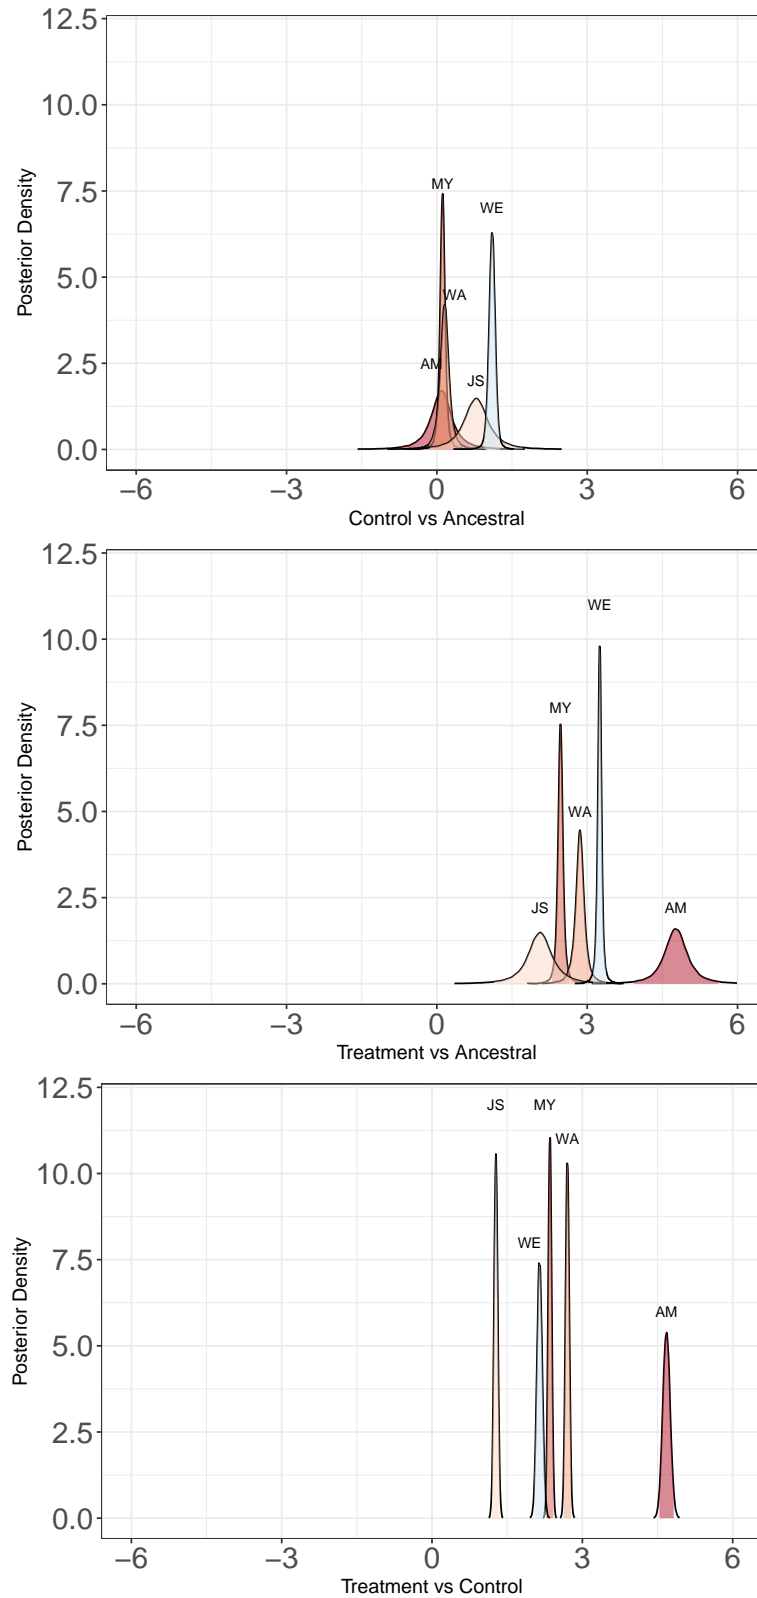 12.5
10.0
7.5
5.0
2.5
0.0
Posterior Density
MY
WE
WA
AM
JS
−6 −3 0 3 6
Control vs Ancestral
12.5
10.0
7.5
5.0
2.5
0.0
Posterior Density
WE
MY
WA
JS
AM
−6 −3 0 3 6
Treatment vs Ancestral
12.5
10.0
7.5
5.0
2.5
0.0
Posterior Density
JS
MY
WA
WE
AM
−6 −3 0 3 6
Treatment vs Control